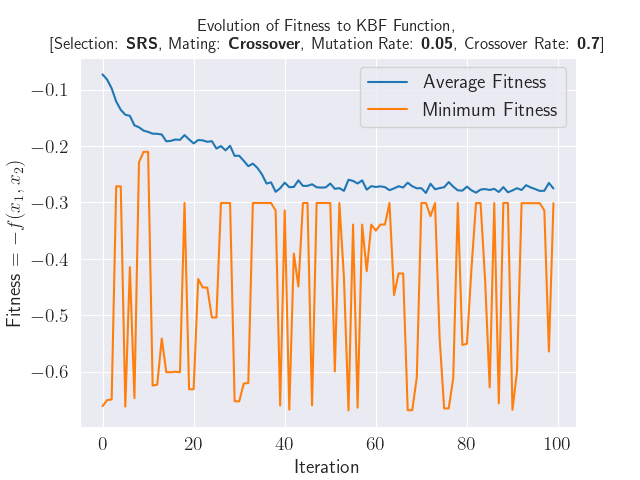 Evolution of Fitness to KBF Function,
[Selection: SRS, Mating: Crossover, Mutation Rate: 0.05, Crossover Rate: 0.7]
Average Fitness
Minimum Fitness
Fitness = −f(x₁, x₂)
−0.1
−0.2
−0.3
−0.4
−0.5
−0.6
0 20 40 60 80 100
Iteration